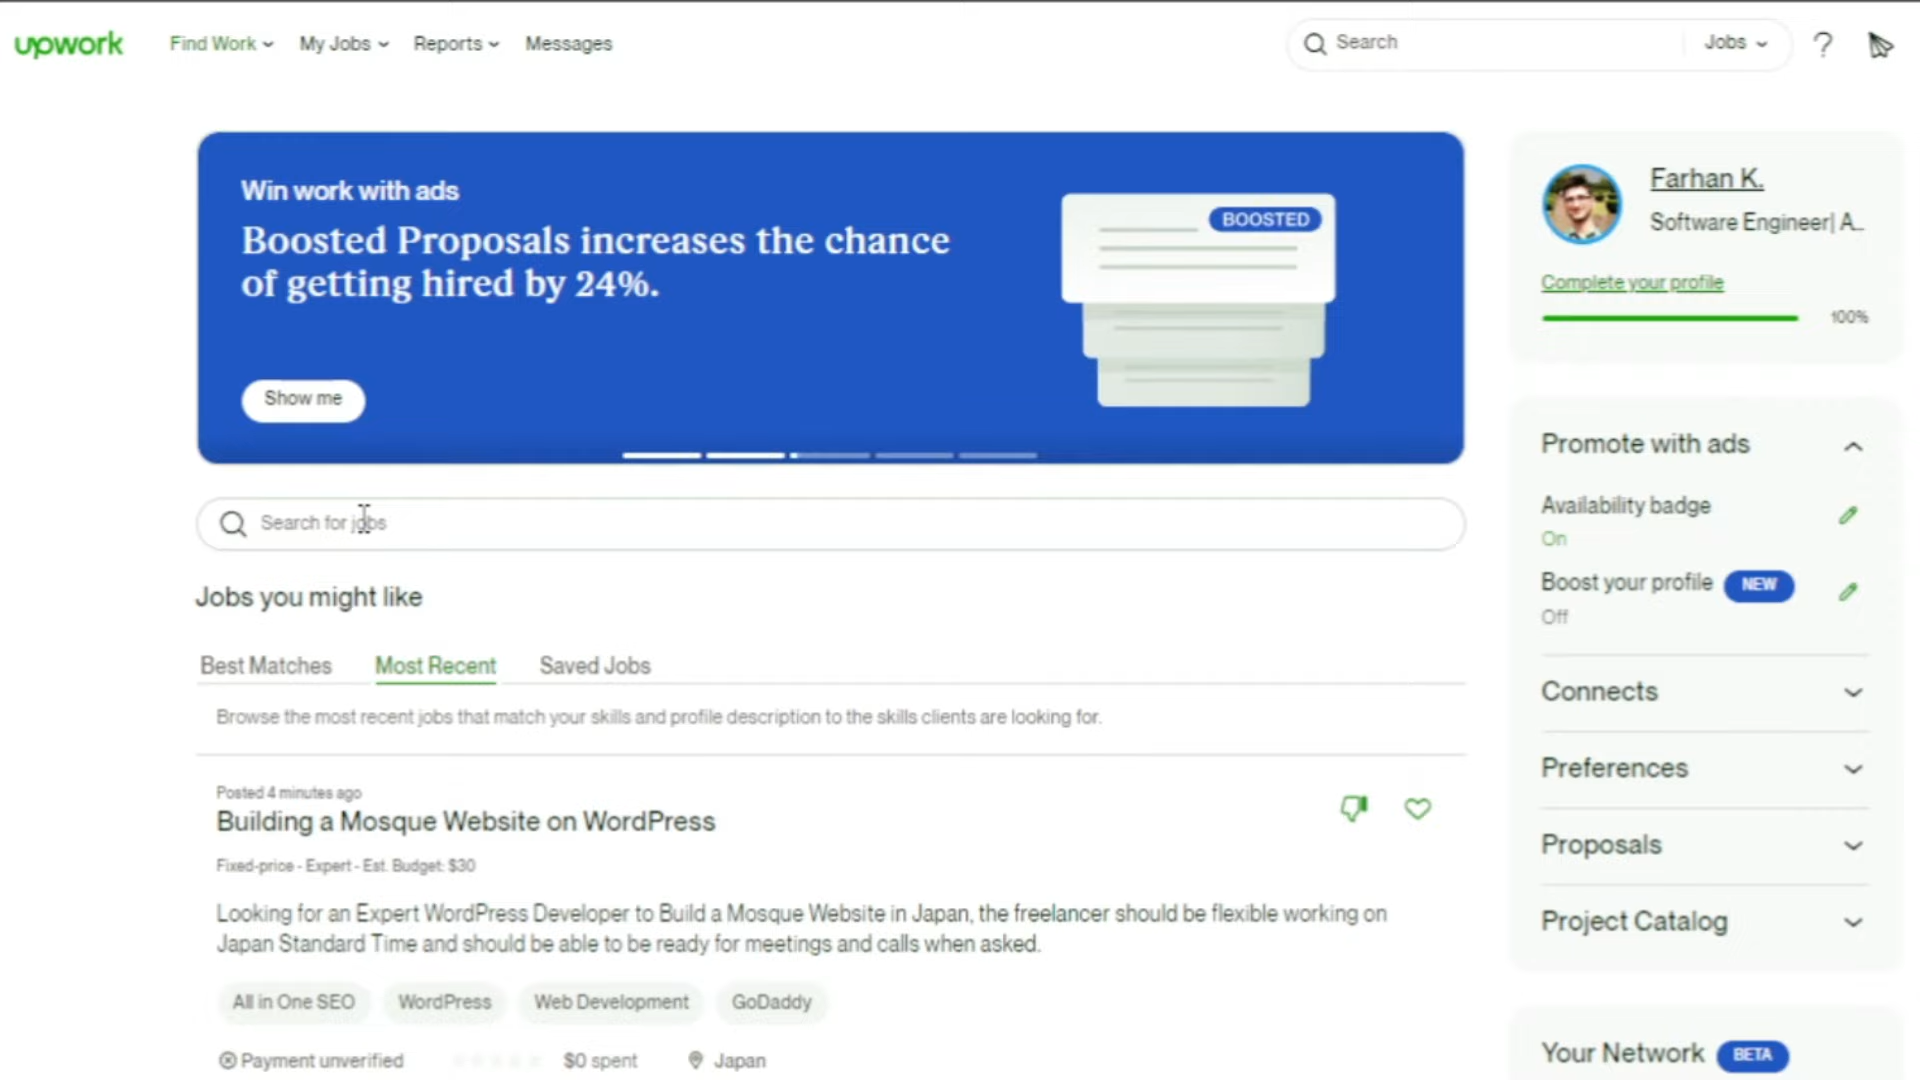 upwork Find Work My Jobs Reports Messages Search Jobs ?
Win work with ads
Boosted Proposals increases the chance
of getting hired by 24%.
BOOSTED
Show me
Farhan K.
Software Engineer| A...
Complete your profile
100%
Promote with ads
Availability badge
On
Boost your profile NEW
Off
Connects
Preferences
Proposals
Project Catalog
Your Network BETA
Search for jobs
Jobs you might like
Best Matches Most Recent Saved Jobs
Browse the most recent jobs that match your skills and profile description to the skills clients are looking for.
Posted 4 minutes ago
Building a Mosque Website on WordPress
Fixed-price - Expert - Est. Budget: $30
Looking for an Expert WordPress Developer to Build a Mosque Website in Japan, the freelancer should be flexible working on
Japan Standard Time and should be able to be ready for meetings and calls when asked.
All in One SEO WordPress Web Development GoDaddy
Payment unverified $0 spent Japan